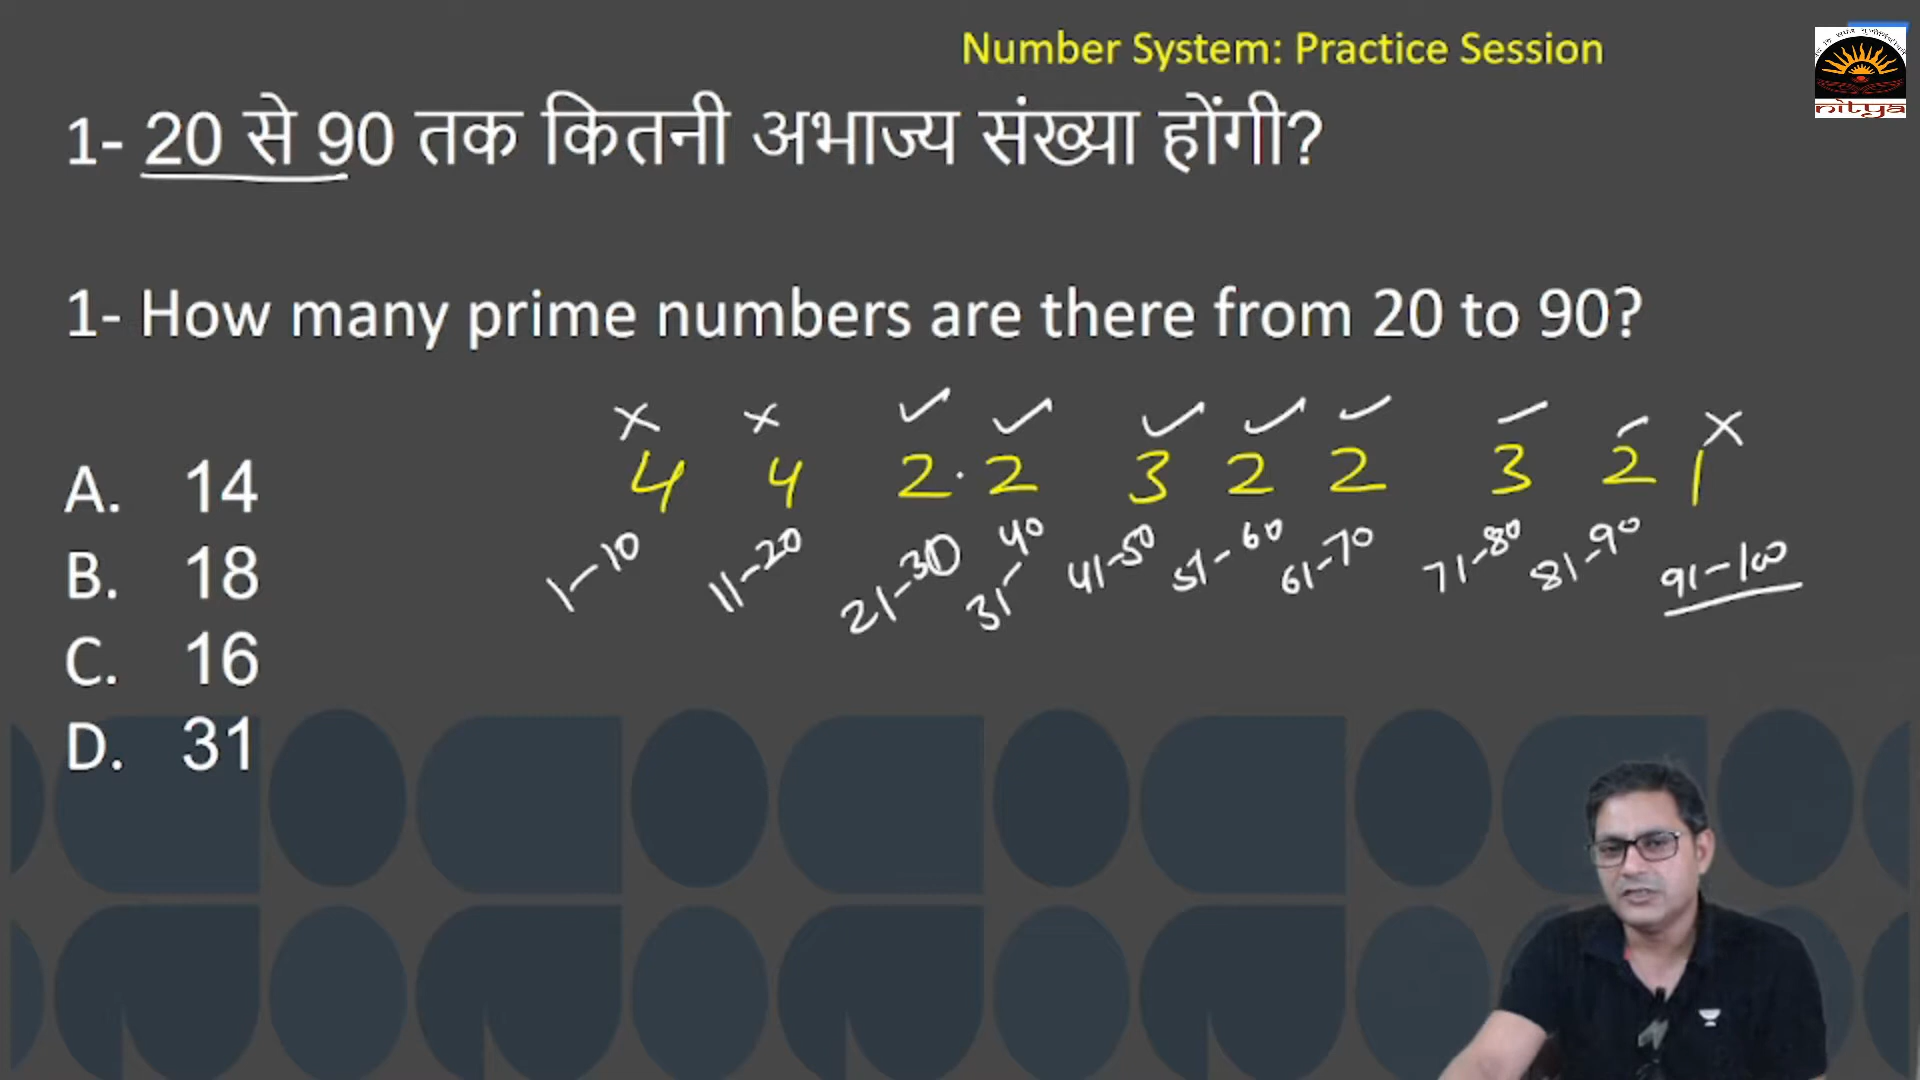 Number System: Practice Session
nitya
1- 20 से 90 तक कितनी अभाज्य संख्या होंगी?
1- How many prime numbers are there from 20 to 90?
4 4 2 2 3 2 2 3 2 1
1-10 11-20 21-30 31-40 41-50 51-60 61-70 71-80 81-90 91-100
A. 14
B. 18
C. 16
D. 31